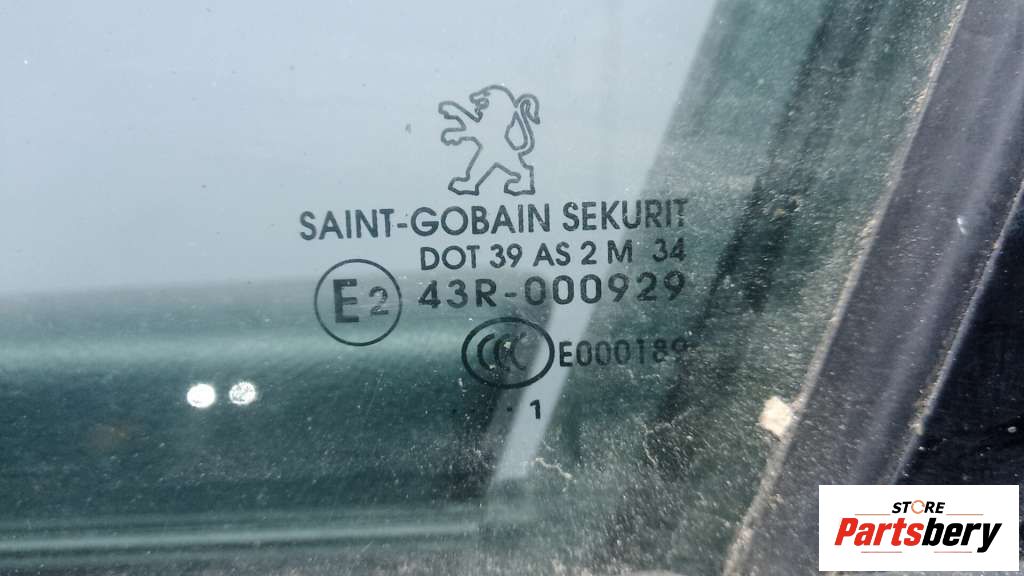 SAINT-GOBAIN SEKURIT
DOT 39 AS 2 M 34
E2 43R-000929
CCC E000189
. 1
STORE
Partsbery